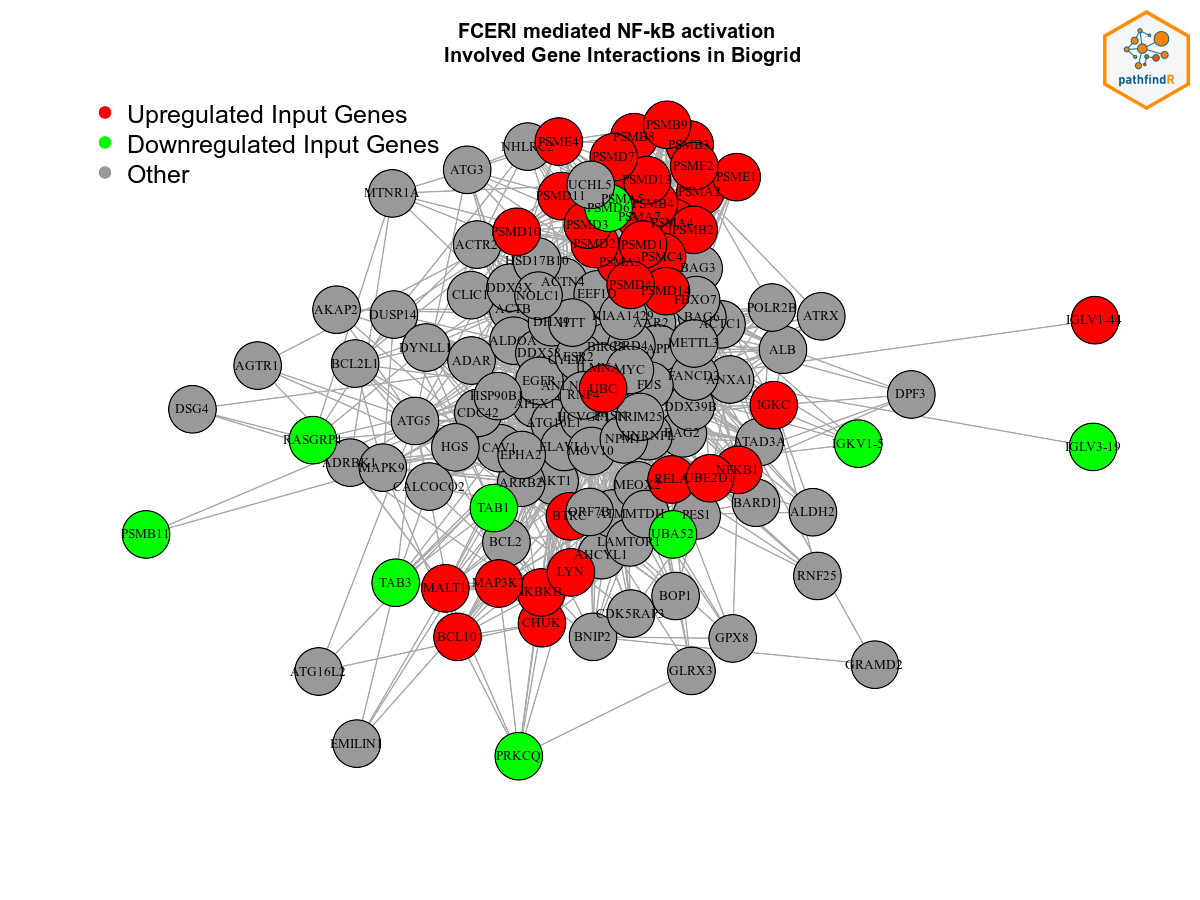 FCERI mediated NF-kB activation
Involved Gene Interactions in Biogrid
pathfindR
Upregulated Input Genes
Downregulated Input Genes
Other
PSMB9
PSMB8
PSMB3
NHLRC2
PSME4
PSMD7
PSME2
ATG3
PSME1
PSMD13
UCHL5
MTNR1A
PSMD11
PSMA5
PSMB4
PSMA2
PSMD6
PSMA7
PSMD3
PSMA4
PSMB2
PSMD10
ACTR2
PSMD2
PSMD1
HSD17B10
PSMA3
PSMC4
BAG3
ACTN4
DDX3X
PSMD4
PSMD14
CLIC1
NOLC1
EEF1D
FBXO7
AKAP2
ACTB
DUSP14
KIAA1429
BAG6
POLR2B
ATRX
IGLV1-44
DHX9
HTT
AAR2
ACTC1
DYNLL1
ALDOA
METTL3
DDX5
BIRC3
BRD4
APP
ALB
ADAR
ESR2
CYLD
BCL2L1
AGTR1
LMNA
MYC
EGFR
FANCD2
ANXA1
UBC
FUS
HSP90B1
RNF4
DPF3
DSG4
APEX1
IGKC
CDC42
DDX39B
ATG5
ATG16L1
TRIM25
RASGRP4
NPM1
ATAD3A
IGKV1-5
IGLV3-19
HGS
CAV1
ELAVL1
MOV10
EPHA2
ADRBK1
MAPK9
NFKB1
RELA
UBE2D1
CALCOCO2
ARRB2
AKT1
MEOX2
BARD1
TAB1
BTRC
ORF7B
MTDH
PES1
ALDH2
PSMB11
UBA52
BCL2
LAMTOR1
AHCYL1
LYN
RNF25
TAB3
MALT1
MAP3K7
IKBKB
BOP1
CDK5RAP3
CHUK
BCL10
BNIP2
GPX8
GRAMD2
ATG16L2
GLRX3
EMILIN1
PRKCQ